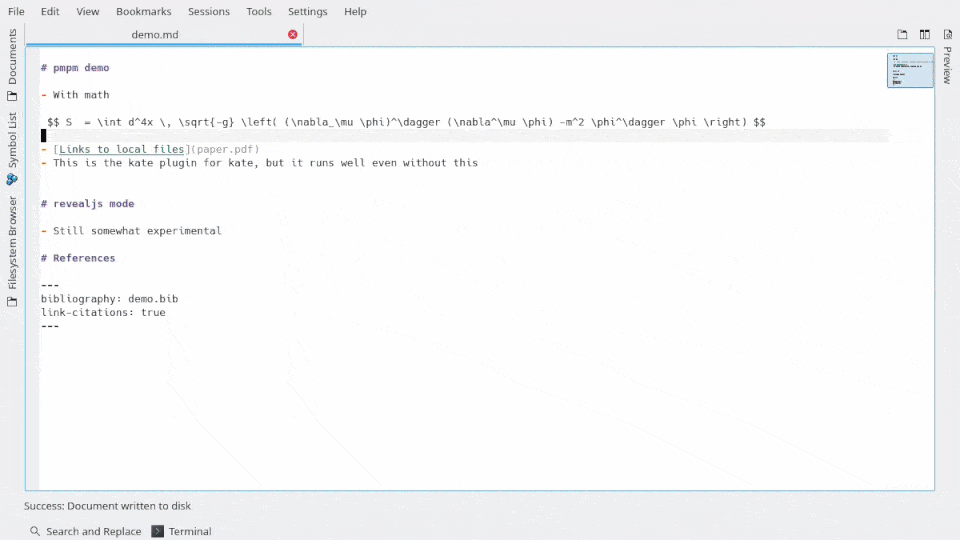 File Edit View Bookmarks Sessions Tools Settings Help
demo.md
Documents
Symbol List
Filesystem Browser
Preview
# pmpm demo
- With math
$$ S  = \int d^4x \, \sqrt{-g} \left( (\nabla_\mu \phi)^\dagger (\nabla^\mu \phi) -m^2 \phi^\dagger \phi \right) $$
- [Links to local files](paper.pdf)
- This is the kate plugin for kate, but it runs well even without this
# revealjs mode
- Still somewhat experimental
# References
---
bibliography: demo.bib
link-citations: true
---
Success: Document written to disk
Search and Replace Terminal